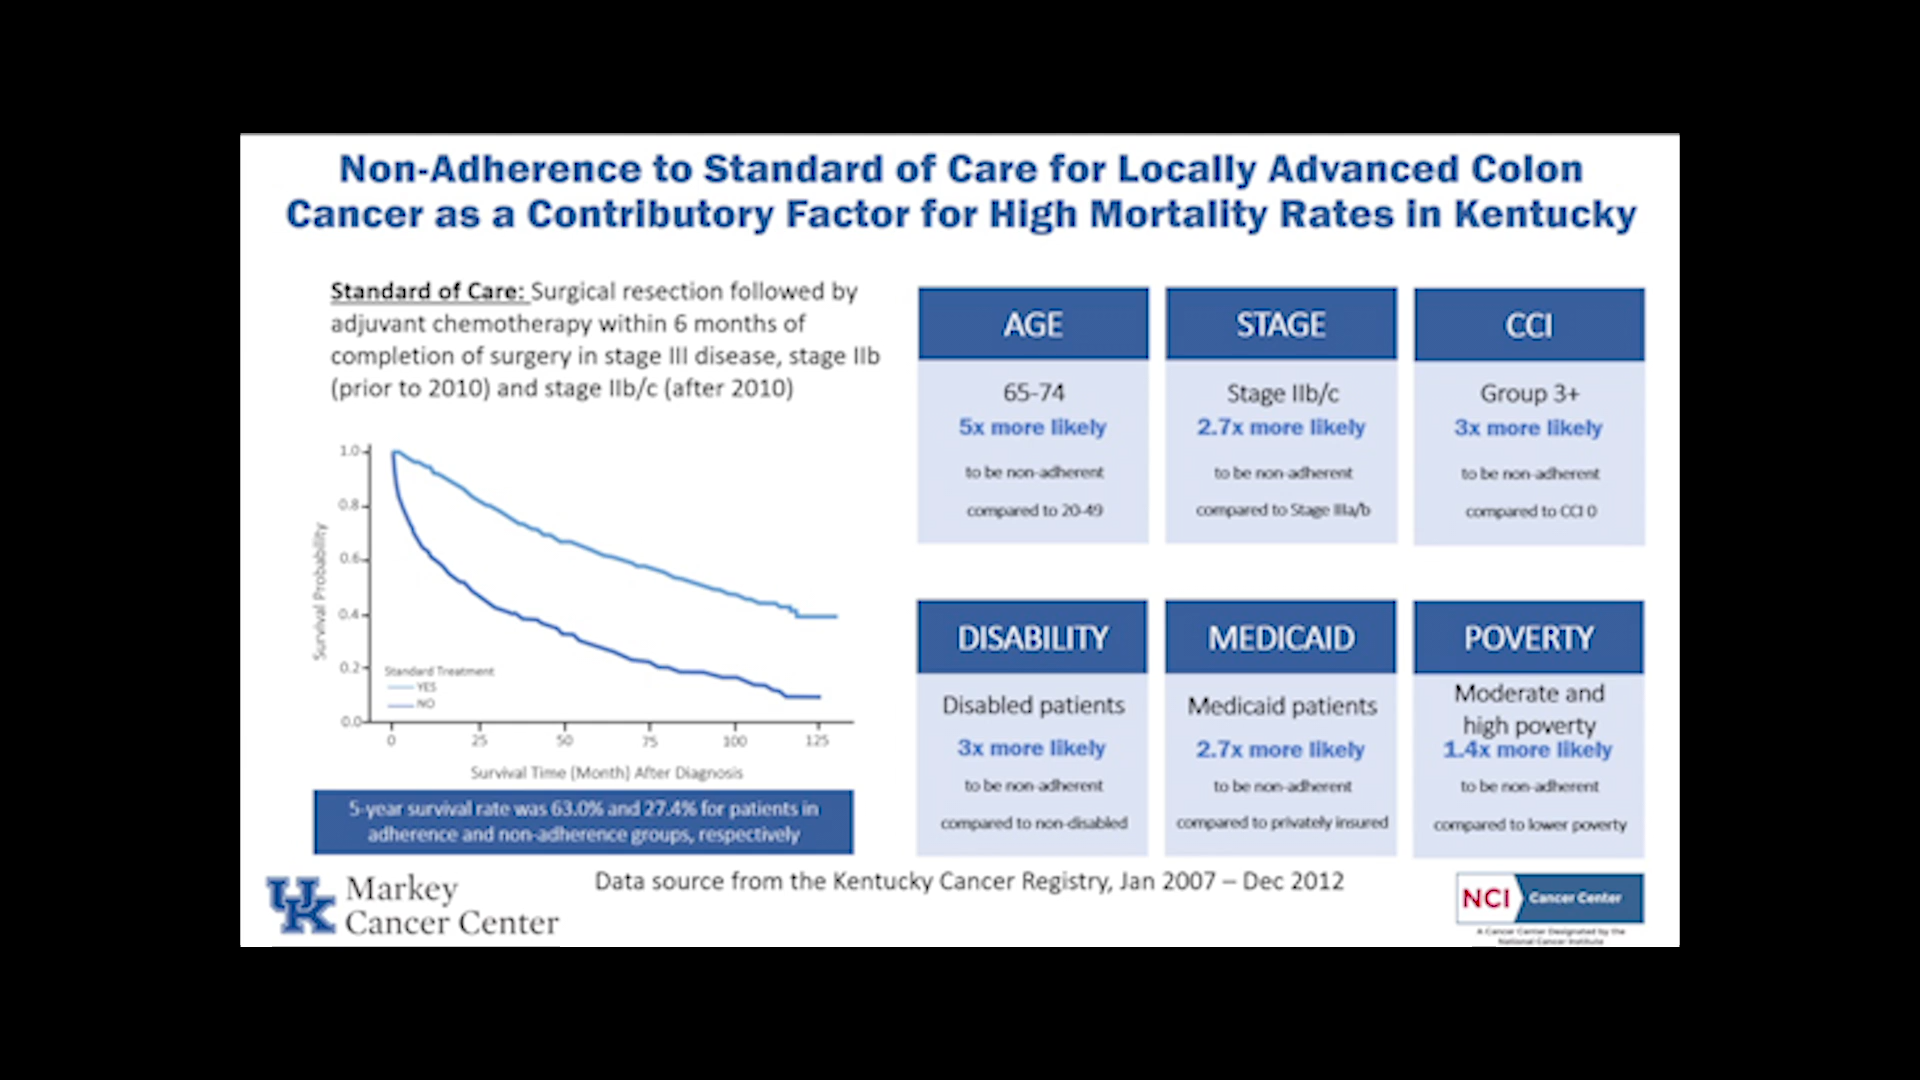 Non-Adherence to Standard of Care for Locally Advanced Colon
Cancer as a Contributory Factor for High Mortality Rates in Kentucky
Standard of Care: Surgical resection followed by
adjuvant chemotherapy within 6 months of
completion of surgery in stage III disease, stage IIb
(prior to 2010) and stage IIb/c (after 2010)
1.0
0.8
0.6
0.4
0.2
0.0
Survival Probability
Standard Treatment
YES
NO
0 25 50 75 100 125
Survival Time (Month) After Diagnosis
5-year survival rate was 63.0% and 27.4% for patients in
adherence and non-adherence groups, respectively
AGE
65-74
5x more likely
to be non-adherent
compared to 20-49
STAGE
Stage IIb/c
2.7x more likely
to be non-adherent
compared to Stage IIIa/b
CCI
Group 3+
3x more likely
to be non-adherent
compared to CCI 0
DISABILITY
Disabled patients
3x more likely
to be non-adherent
compared to non-disabled
MEDICAID
Medicaid patients
2.7x more likely
to be non-adherent
compared to privately insured
POVERTY
Moderate and
high poverty
1.4x more likely
to be non-adherent
compared to lower poverty
Data source from the Kentucky Cancer Registry, Jan 2007 – Dec 2012
UK
Markey
Cancer Center
NCI Cancer Center
A Cancer Center Designated by the
National Cancer Institute